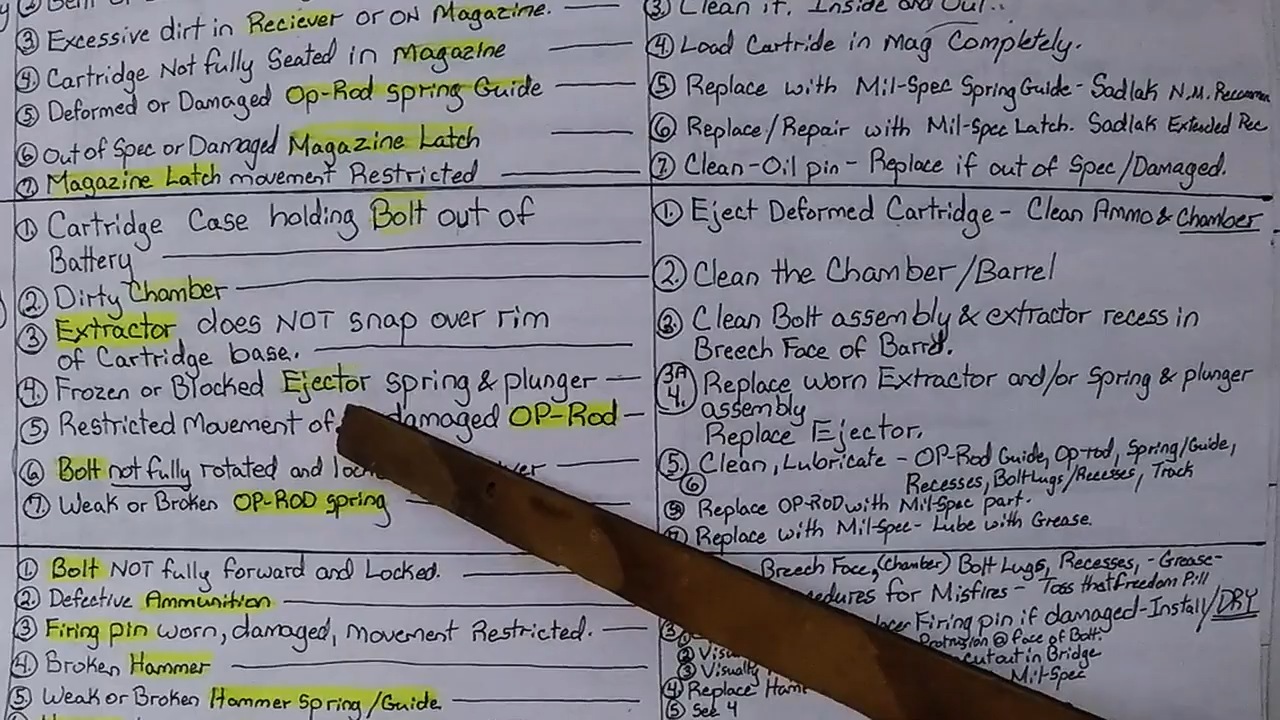 ③ Excessive dirt in Reciever or ON Magazine.
④ Cartridge Not fully Seated in Magazine
⑤ Deformed or Damaged Op-Rod spring Guide
⑥ Out of Spec or Damaged Magazine Latch
⑦ Magazine Latch movement Restricted
③ Clean it. Inside and Out..
④ Load Cartride in Mag Completely.
⑤ Replace with Mil-Spec Spring Guide - Sadlak N.M. Recommen
⑥ Replace/Repair with Mil-Spec Latch. Sadlak Extended Rec
⑦ Clean-Oil pin - Replace if out of Spec/Damaged.
① Cartridge Case holding Bolt out of
Battery
② Dirty Chamber
③ Extractor does NOT snap over rim
of Cartridge base.
④ Frozen or Blocked Ejector spring & plunger
⑤ Restricted Movement of damaged OP-Rod
⑥ Bolt not fully rotated and
⑦ Weak or Broken OP-ROD spring
① Eject Deformed Cartridge - Clean Ammo & Chamber
② Clean the Chamber/Barrel
③ Clean Bolt assembly & extractor recess in
Breech Face of Barrel.
3A Replace worn Extractor and/or Spring & plunger
4. assembly
Replace Ejector.
⑤ Clean, Lubricate - OP-Rod Guide, Op-rod, Spring/Guide,
⑥ Recesses, Bolt Lugs/Recesses, Track
Replace OP-ROD with Mil-Spec part.
⑦ Replace with Mil-Spec - Lube with Grease.
① Bolt NOT fully forward and Locked.
② Defective Ammunition
③ Firing pin worn, damaged, movement Restricted.
④ Broken Hammer
⑤ Weak or Broken Hammer Spring/Guide
Breech Face, (Chamber) Bolt Lugs, Recesses, - Grease-
for Misfires - Toss that Freedom Pill
Firing pin if damaged - Install/DRY
① Protrusion @ face of Bolt.
② in Bridge
③ Visually Mil-Spec
④ Replace
⑤ See 4